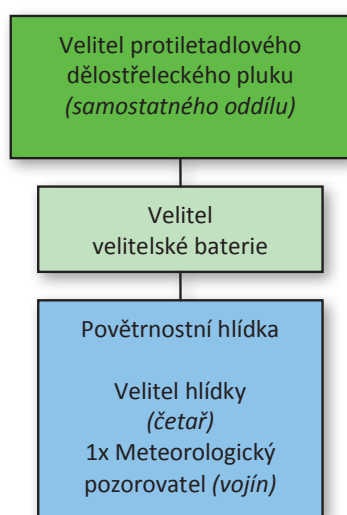 Velitel protiletadlového
dělostřeleckého pluku
(samostatného oddílu)
Velitel
velitelské baterie
Povětrnostní hlídka
Velitel hlídky
(četař)
1x Meteorologický
pozorovatel (vojín)